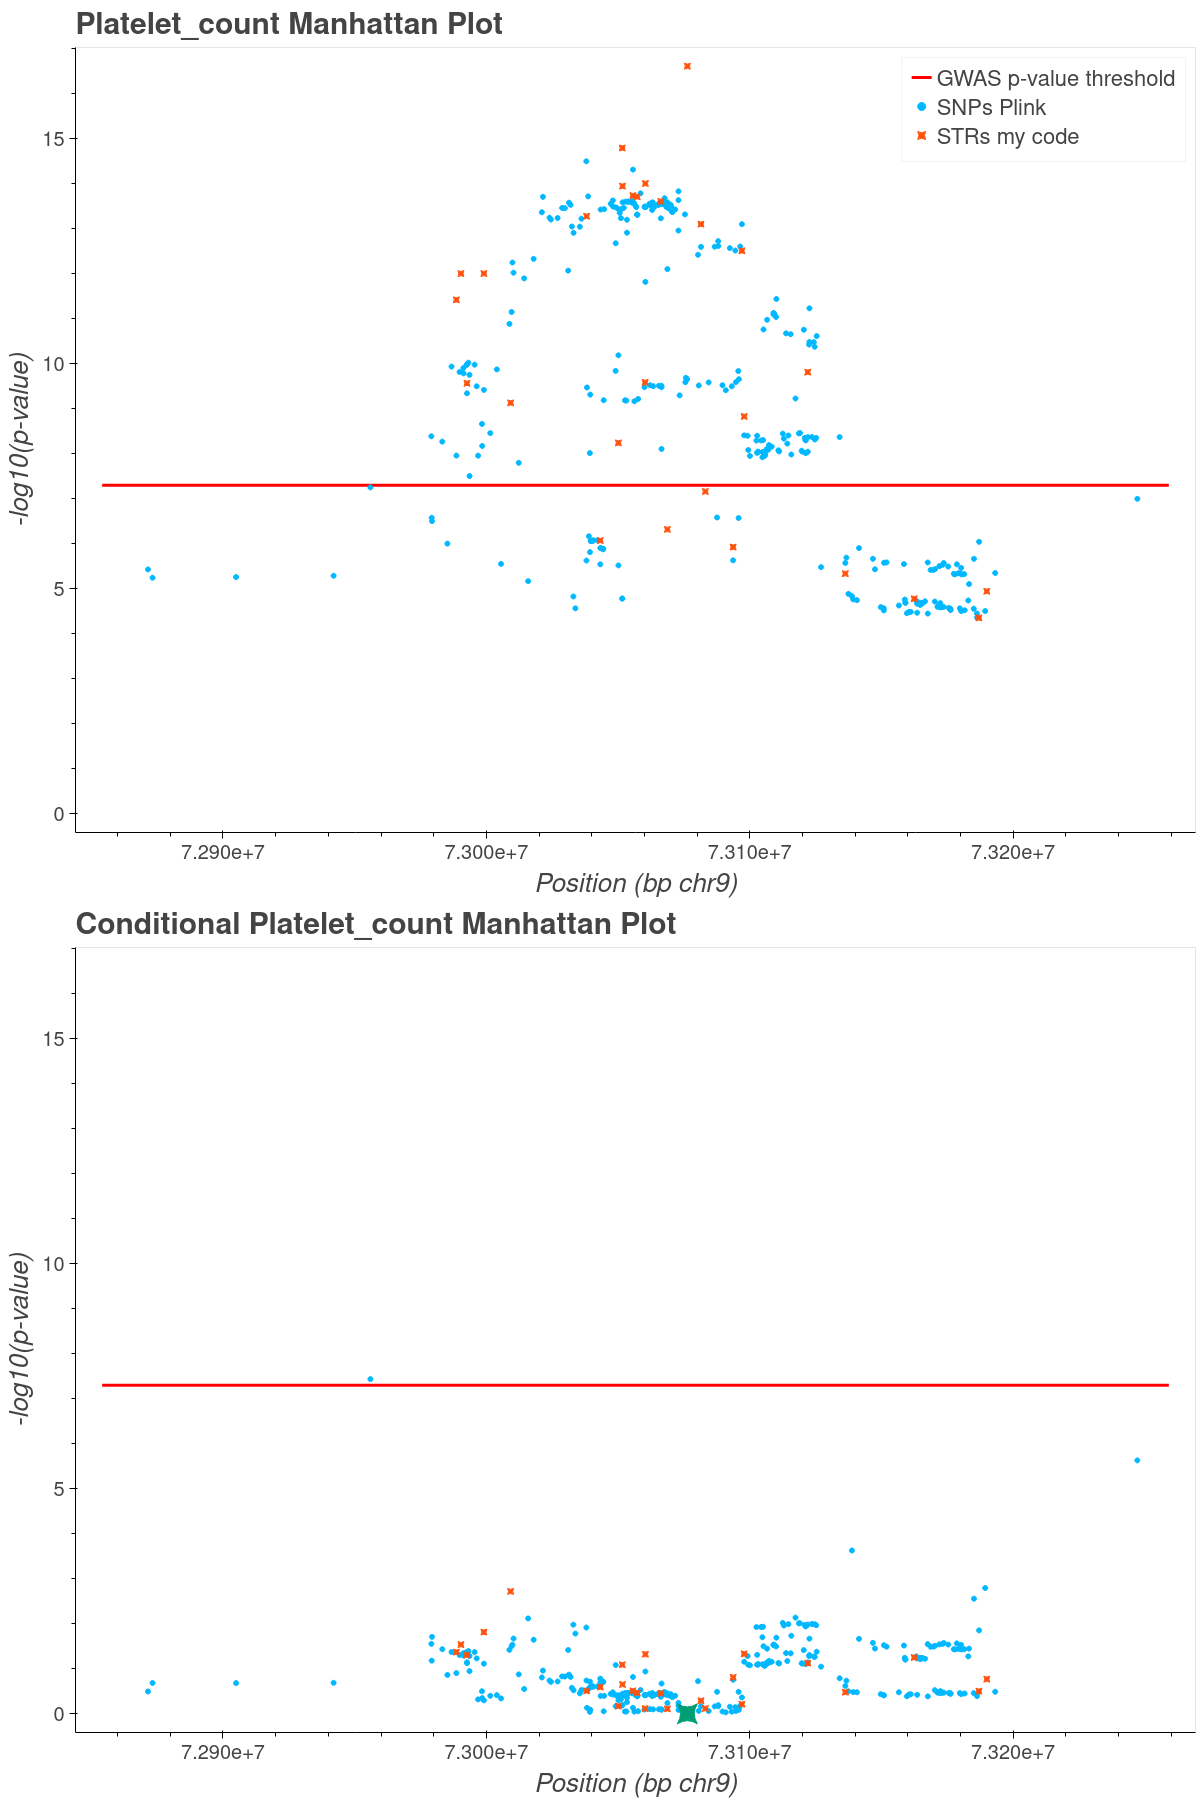 Platelet_count Manhattan Plot
GWAS p-value threshold
SNPs Plink
STRs my code
15
10
5
0
-log10(p-value)
7.290e+7
7.300e+7
7.310e+7
7.320e+7
Position (bp chr9)
Conditional Platelet_count Manhattan Plot
15
10
5
0
-log10(p-value)
7.290e+7
7.300e+7
7.310e+7
7.320e+7
Position (bp chr9)